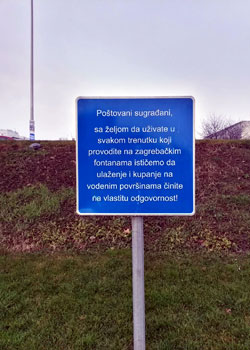 Poštovani sugrađani,
sa željom da uživate u
svakom trenutku koji
provodite na zagrebačkim
fontanama ističemo da
ulaženje i kupanje na
vodenim površinama činite
ne vlastitu odgovornost!